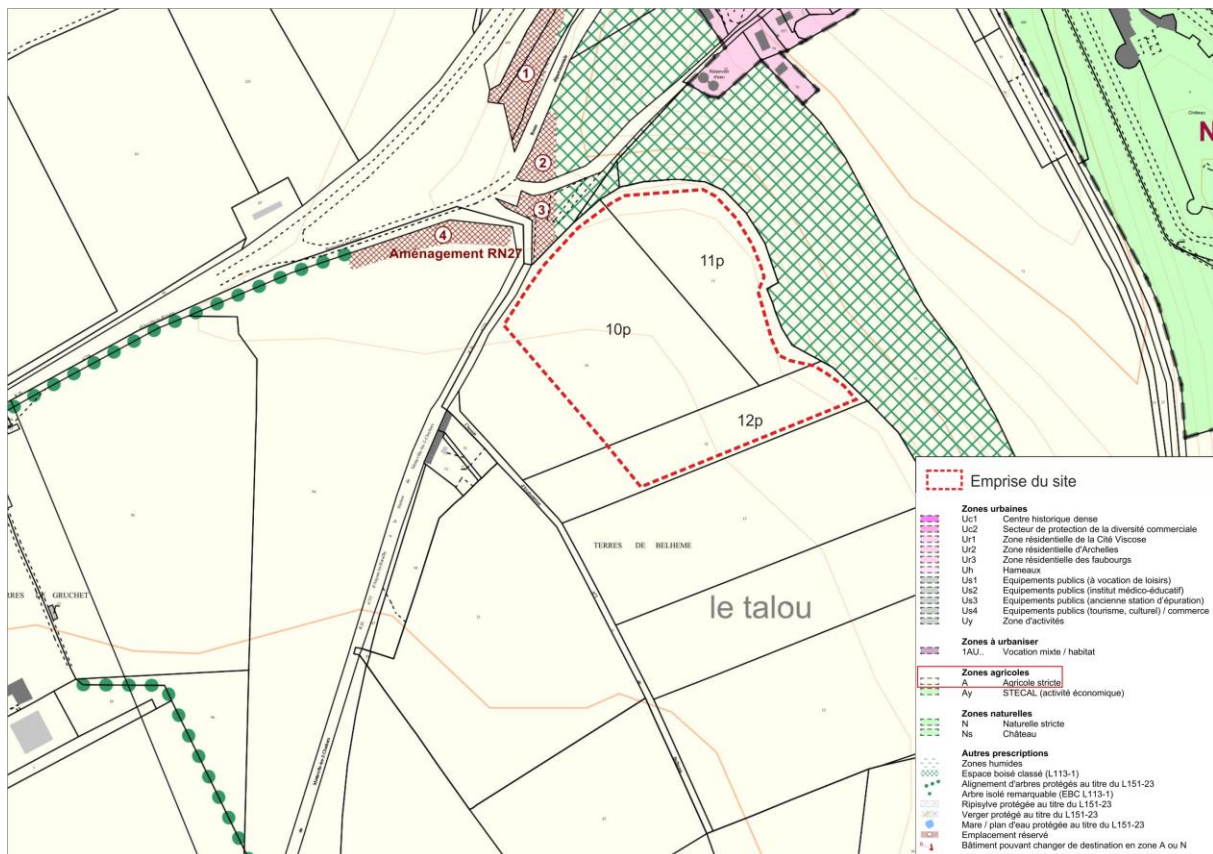 1
2
3
4
Aménagement RN27
Réservoir
d'eau
Château
N
11p
10p
12p
TERRES DE BELHEME
le talou
GRUCHET
Emprise du site
Zones urbaines
Uc1 Centre historique dense
Uc2 Secteur de protection de la diversité commerciale
Ur1 Zone résidentielle de la Cité Viscose
Ur2 Zone résidentielle d'Archelles
Ur3 Zone résidentielle des faubourgs
Uh Hameaux
Us1 Equipements publics (à vocation de loisirs)
Us2 Equipements publics (institut médico-éducatif)
Us3 Equipements publics (ancienne station d'épuration)
Us4 Equipements publics (tourisme, culturel) / commerce
Uy Zone d'activités
Zones à urbaniser
1AU.. Vocation mixte / habitat
Zones agricoles
A Agricole stricte
Ay STECAL (activité économique)
Zones naturelles
N Naturelle stricte
Ns Château
Autres prescriptions
Zones humides
Espace boisé classé (L113-1)
Alignement d'arbres protégés au titre du L151-23
Arbre isolé remarquable (EBC L113-1)
Ripisylve protégée au titre du L151-23
Verger protégé au titre du L151-23
Mare / plan d'eau protégée au titre du L151-23
Emplacement réservé
Bâtiment pouvant changer de destination en zone A ou N